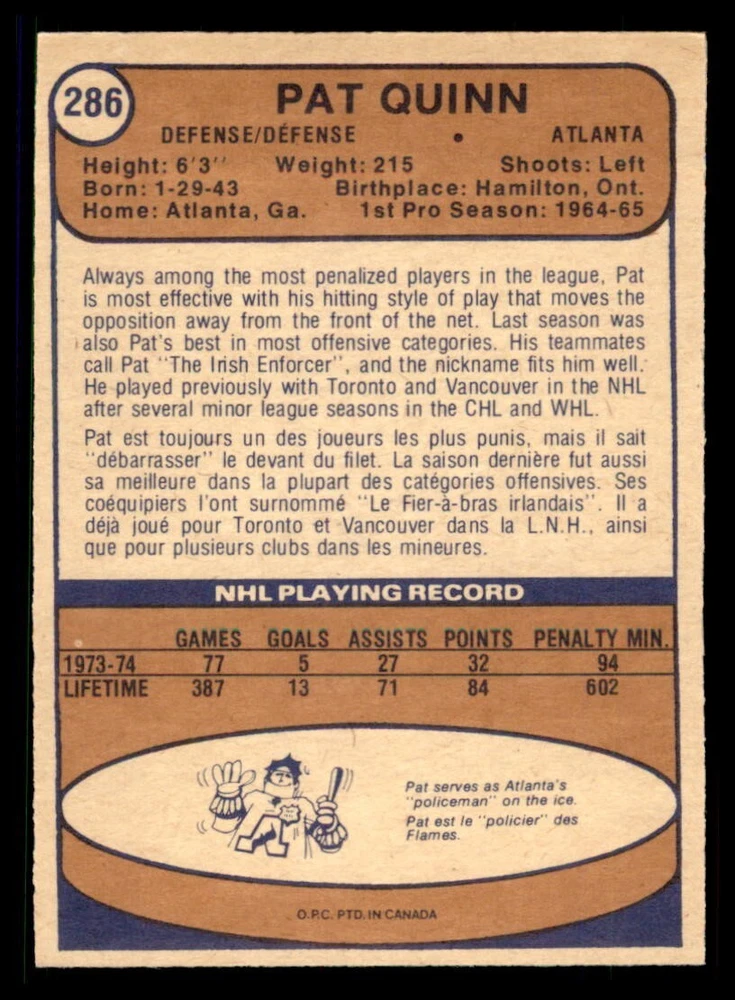 286
PAT QUINN
DEFENSE/DÉFENSE • ATLANTA
Height: 6'3'' Weight: 215 Shoots: Left
Born: 1-29-43 Birthplace: Hamilton, Ont.
Home: Atlanta, Ga. 1st Pro Season: 1964-65
Always among the most penalized players in the league, Pat
is most effective with his hitting style of play that moves the
opposition away from the front of the net. Last season was
also Pat's best in most offensive categories. His teammates
call Pat "The Irish Enforcer", and the nickname fits him well.
He played previously with Toronto and Vancouver in the NHL
after several minor league seasons in the CHL and WHL.
Pat est toujours un des joueurs les plus punis, mais il sait
"débarrasser" le devant du filet. La saison dernière fut aussi
sa meilleure dans la plupart des catégories offensives. Ses
coéquipiers l'ont surnommé "Le Fier-à-bras irlandais". Il a
déjà joué pour Toronto et Vancouver dans la L.N.H., ainsi
que pour plusieurs clubs dans les mineures.
NHL PLAYING RECORD
GAMES GOALS ASSISTS POINTS PENALTY MIN.
1973-74 77 5 27 32 94
LIFETIME 387 13 71 84 602
Pat serves as Atlanta's
"policeman" on the ice.
Pat est le "policier" des
Flames.
O.P.C. PTD. IN CANADA